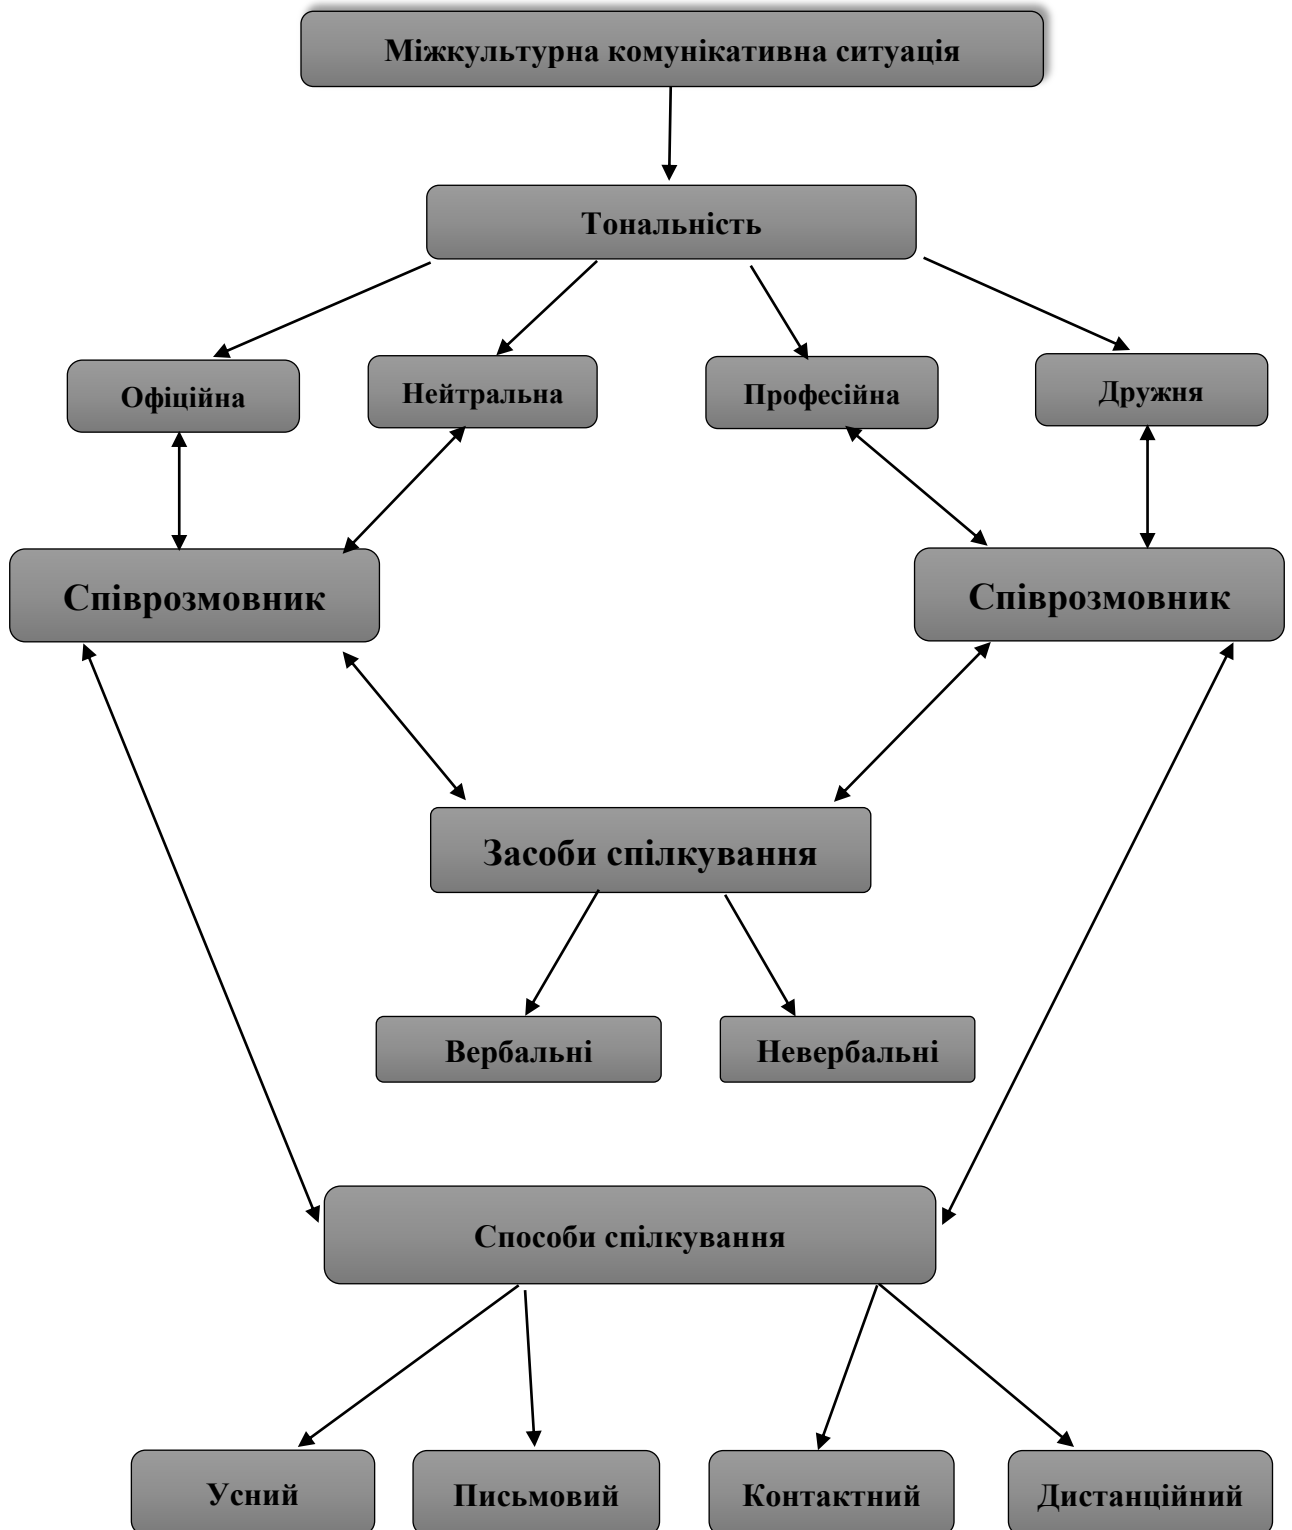 Міжкультурна комунікативна ситуація
Тональність
Офіційна
Нейтральна
Професійна
Дружня
Співрозмовник
Співрозмовник
Засоби спілкування
Вербальні
Невербальні
Способи спілкування
Усний
Письмовий
Контактний
Дистанційний